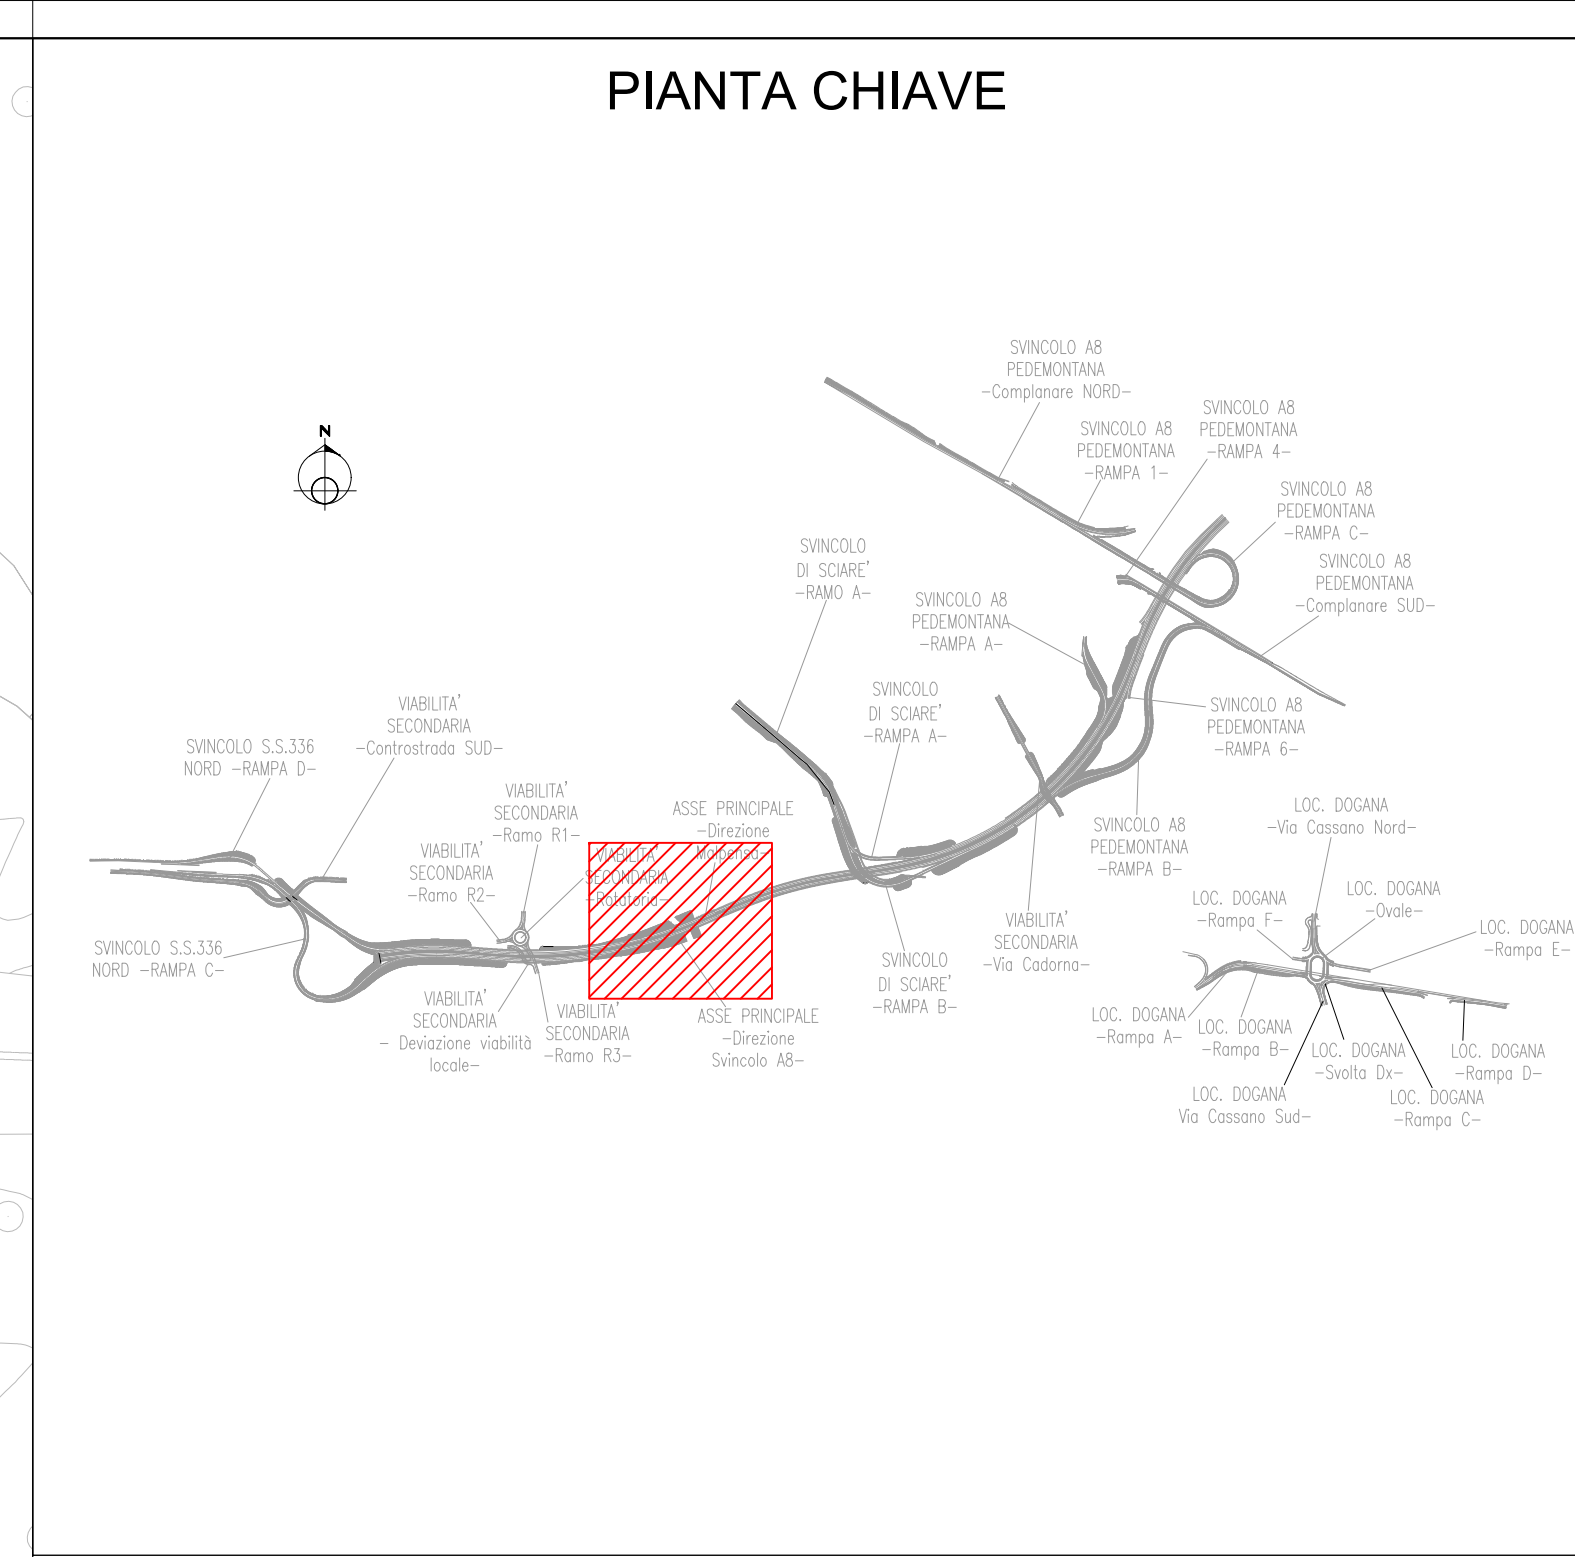 PIANTA CHIAVE
N
SVINCOLO A8
PEDEMONTANA
-Complanare NORD-
SVINCOLO A8
PEDEMONTANA
-RAMPA 1-
SVINCOLO A8
PEDEMONTANA
-RAMPA 4-
SVINCOLO A8
PEDEMONTANA
-RAMPA C-
SVINCOLO A8
PEDEMONTANA
-Complanare SUD-
SVINCOLO
DI SCIARE'
-RAMO A-
SVINCOLO A8
PEDEMONTANA
-RAMPA A-
SVINCOLO
DI SCIARE'
-RAMPA A-
SVINCOLO A8
PEDEMONTANA
-RAMPA 6-
VIABILITA'
SECONDARIA
-Controstrada SUD-
SVINCOLO S.S.336
NORD -RAMPA D-
VIABILITA'
SECONDARIA
-Ramo R1-
ASSE PRINCIPALE
-Direzione
Malpensa-
VIABILITA'
SECONDARIA
-Ramo R2-
VIABILITA'
SECONDARIA
-Rotatoria-
SVINCOLO A8
PEDEMONTANA
-RAMPA B-
LOC. DOGANA
-Via Cassano Nord-
LOC. DOGANA
-Rampa F-
LOC. DOGANA
-Ovale-
LOC. DOGANA
-Rampa E-
SVINCOLO S.S.336
NORD -RAMPA C-
VIABILITA'
SECONDARIA
-Via Cadorna-
SVINCOLO
DI SCIARE'
-RAMPA B-
VIABILITA'
SECONDARIA
- Deviazione viabilità
locale-
VIABILITA'
SECONDARIA
-Ramo R3-
ASSE PRINCIPALE
-Direzione
Svincolo A8-
LOC. DOGANA
-Rampa A-
LOC. DOGANA
-Rampa B-
LOC. DOGANA
-Svolta Dx-
LOC. DOGANA
-Rampa D-
LOC. DOGANA
Via Cassano Sud-
LOC. DOGANA
-Rampa C-